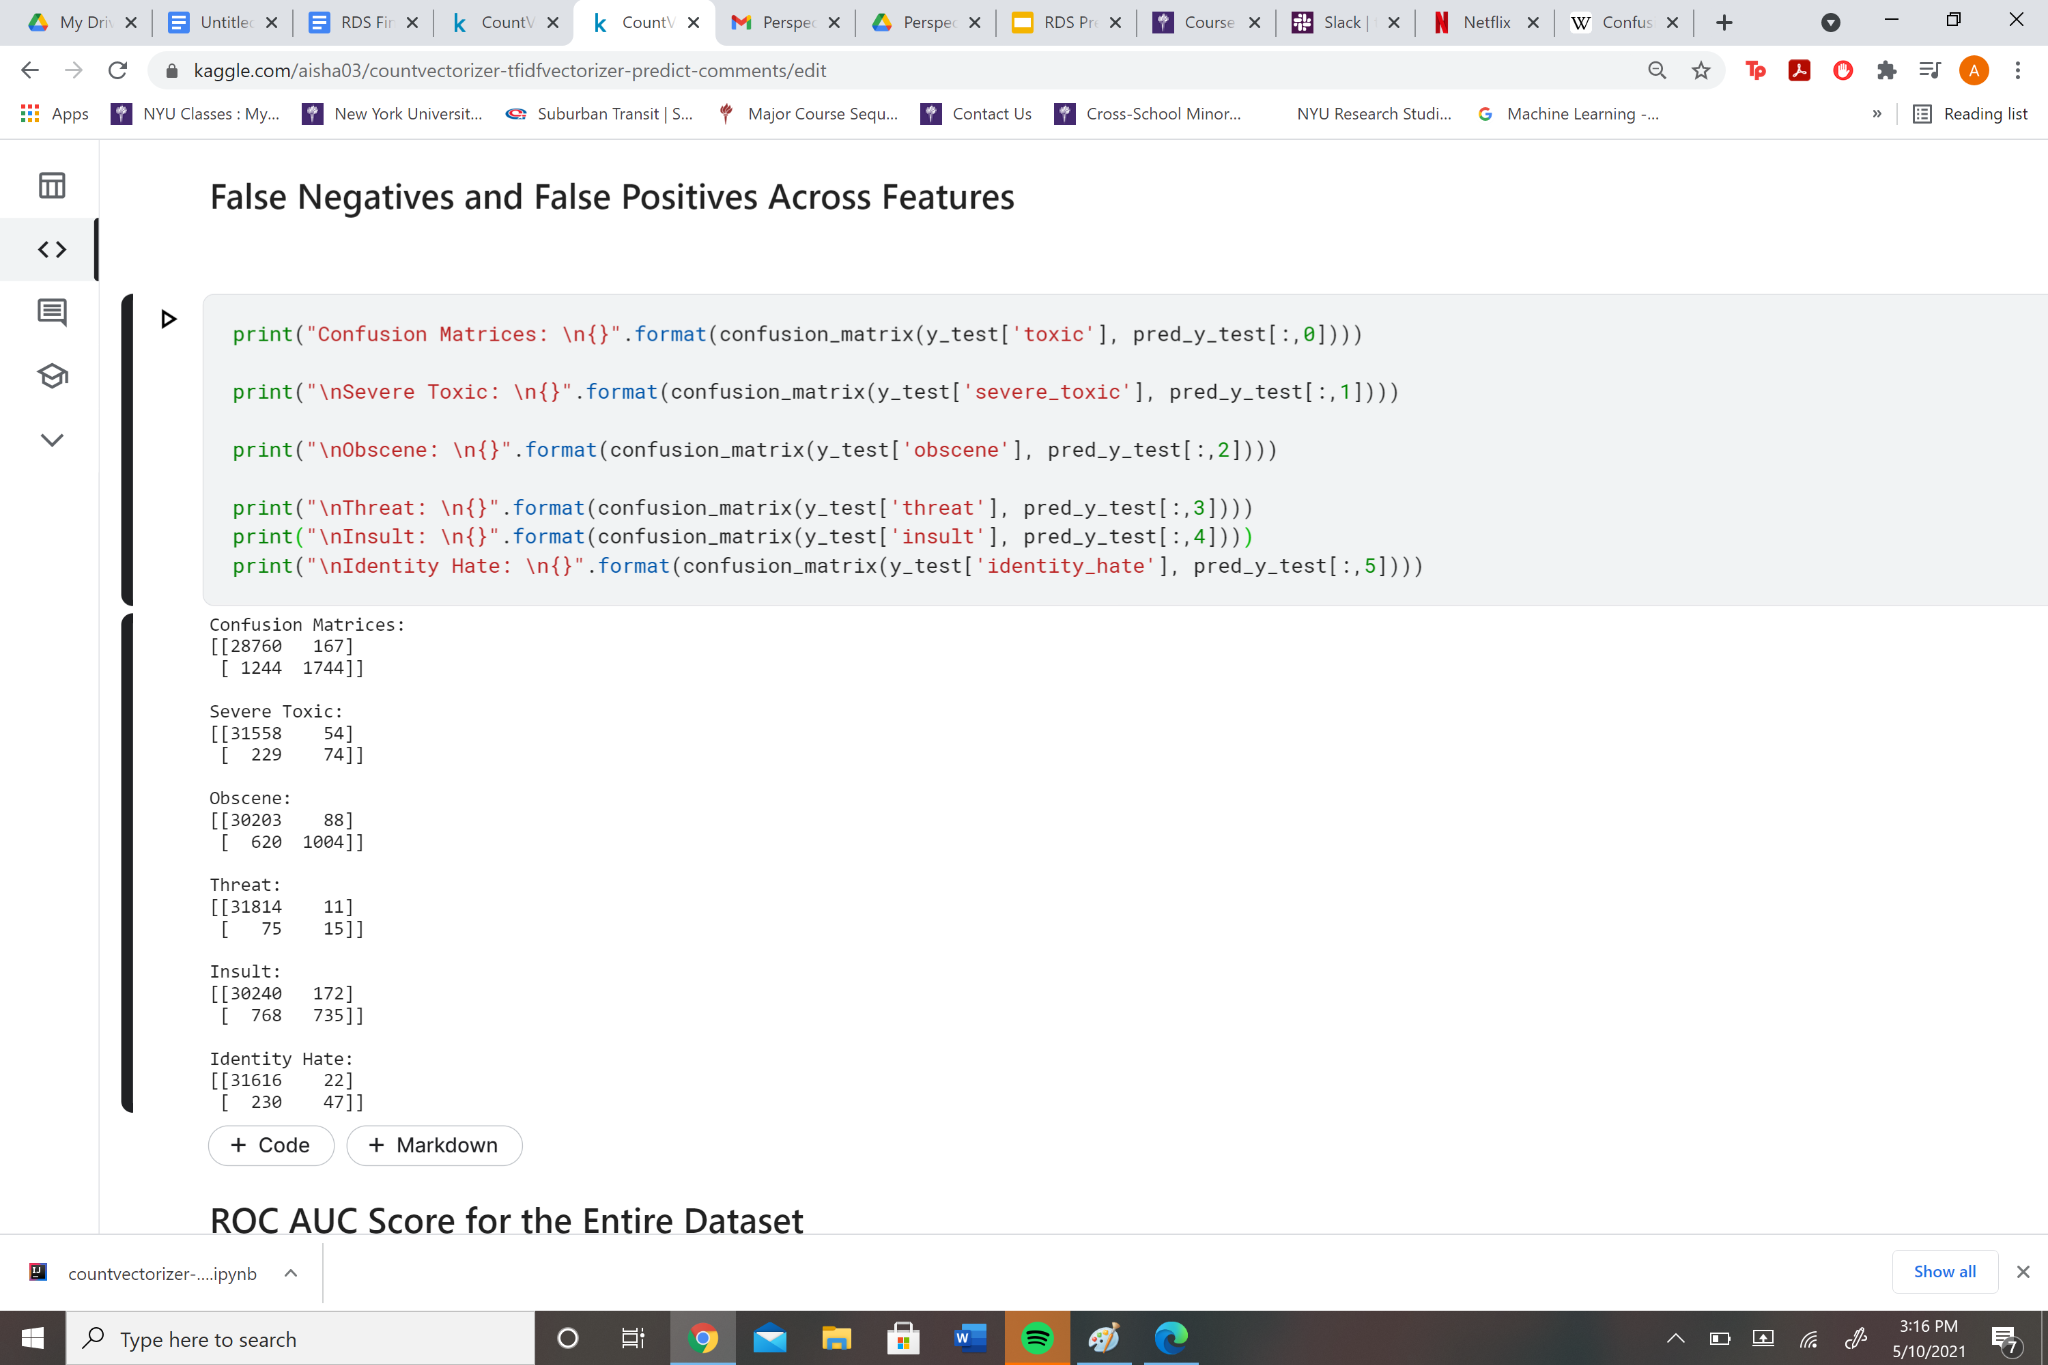 My Dri
Untitle
RDS Fin
CountV
CountV
Perspec
Perspec
RDS Pr
Course
Slack |
Netflix
Confus
kaggle.com/aisha03/countvectorizer-tfidfvectorizer-predict-comments/edit
Apps
NYU Classes : My...
New York Universit...
Suburban Transit | S...
Major Course Sequ...
Contact Us
Cross-School Minor...
NYU Research Studi...
Machine Learning -...
»
Reading list
False Negatives and False Positives Across Features
print("Confusion Matrices: \n{}".format(confusion_matrix(y_test['toxic'], pred_y_test[:,0])))
print("\nSevere Toxic: \n{}".format(confusion_matrix(y_test['severe_toxic'], pred_y_test[:,1])))
print("\nObscene: \n{}".format(confusion_matrix(y_test['obscene'], pred_y_test[:,2])))
print("\nThreat: \n{}".format(confusion_matrix(y_test['threat'], pred_y_test[:,3])))
print("\nInsult: \n{}".format(confusion_matrix(y_test['insult'], pred_y_test[:,4])))
print("\nIdentity Hate: \n{}".format(confusion_matrix(y_test['identity_hate'], pred_y_test[:,5])))
Confusion Matrices:
[[28760   167]
 [ 1244  1744]]
Severe Toxic:
[[31558    54]
 [  229    74]]
Obscene:
[[30203    88]
 [  620  1004]]
Threat:
[[31814    11]
 [   75    15]]
Insult:
[[30240   172]
 [  768   735]]
Identity Hate:
[[31616    22]
 [  230    47]]
+ Code
+ Markdown
ROC AUC Score for the Entire Dataset
countvectorizer-....ipynb
Show all
Type here to search
3:16 PM
5/10/2021
7